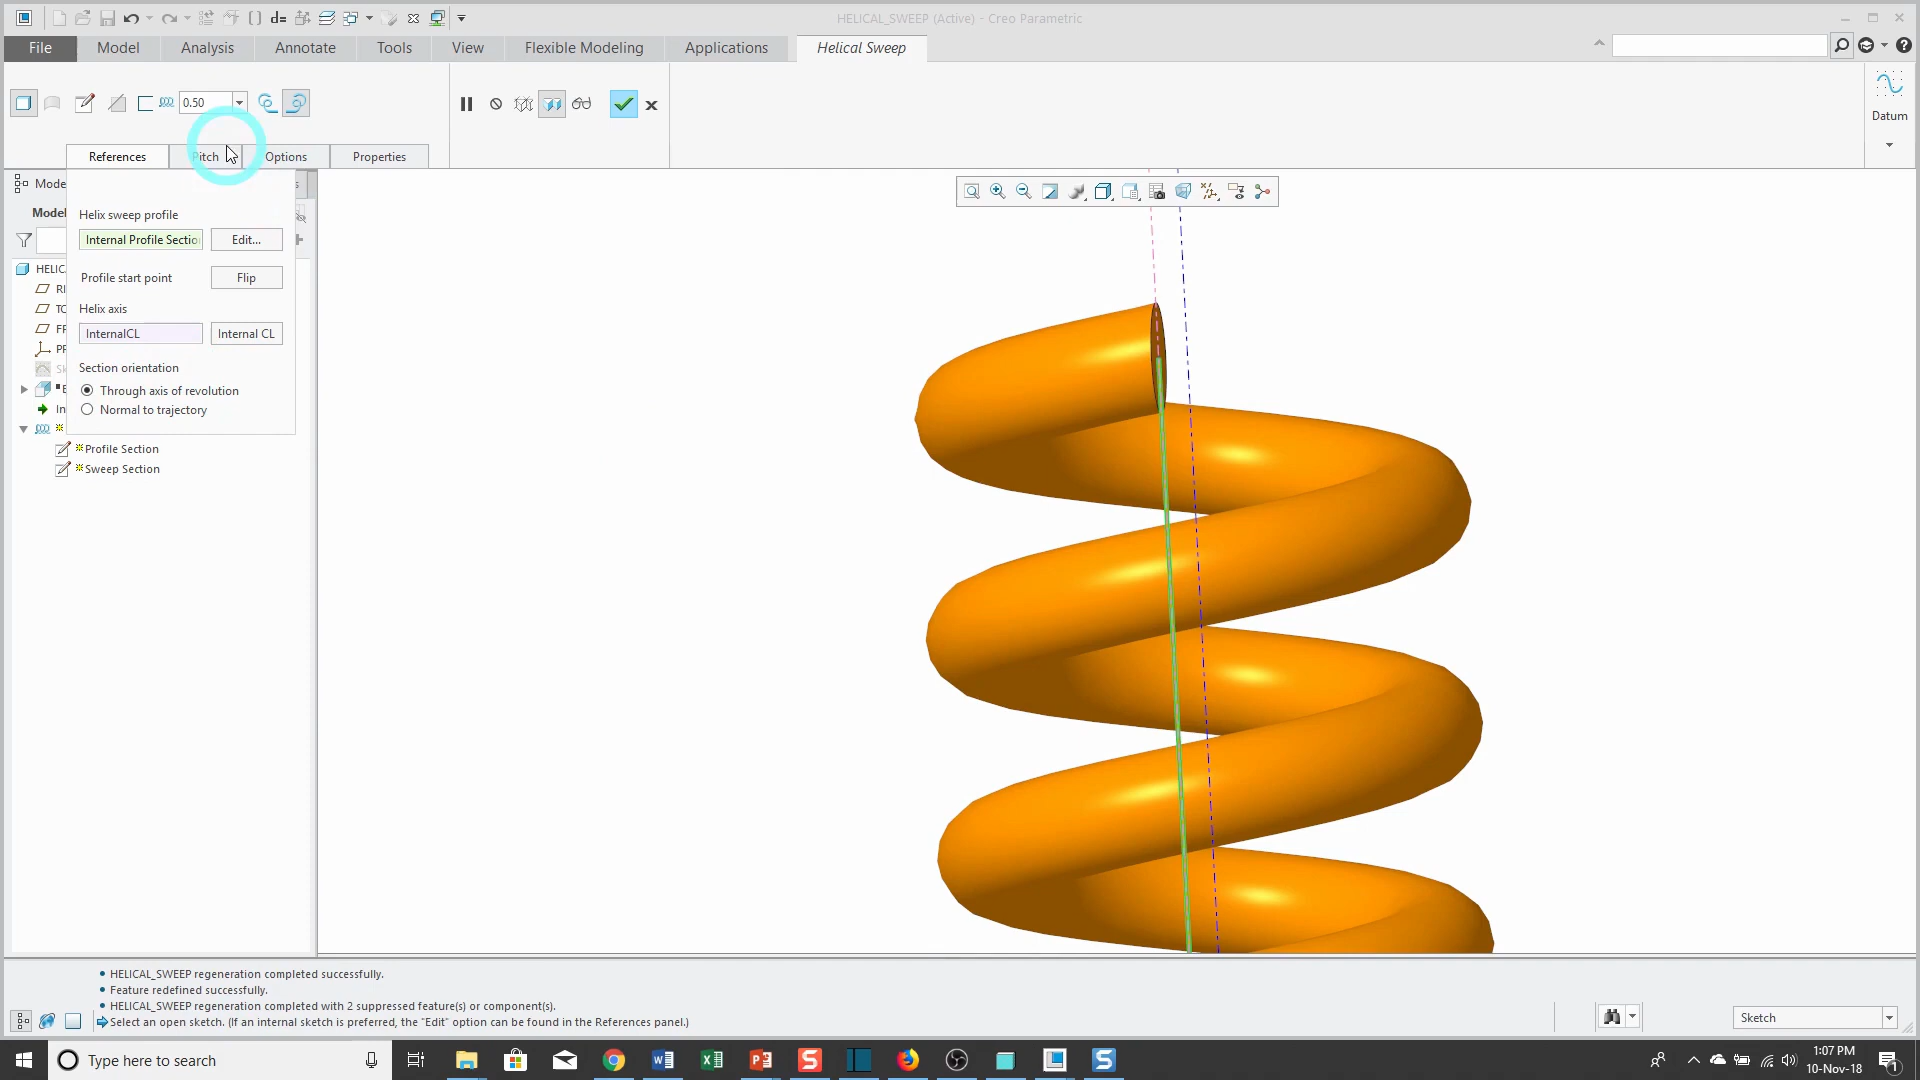 HELICAL_SWEEP (Active) - Creo Parametric
File Model Analysis Annotate Tools View Flexible Modeling Applications Helical Sweep
0.50
Datum
References Pitch Options Properties
Mode
Model
Helix sweep profile
Internal Profile Sectio Edit...
HELIC
Profile start point Flip
Helix axis
InternalCL Internal CL
Section orientation
Through axis of revolution
Normal to trajectory
In
Profile Section
Sweep Section
HELICAL_SWEEP regeneration completed successfully.
Feature redefined successfully.
HELICAL_SWEEP regeneration completed with 2 suppressed feature(s) or component(s).
Select an open sketch. (If an internal sketch is preferred, the "Edit" option can be found in the References panel.)
Sketch
Type here to search
1:07 PM
10-Nov-18